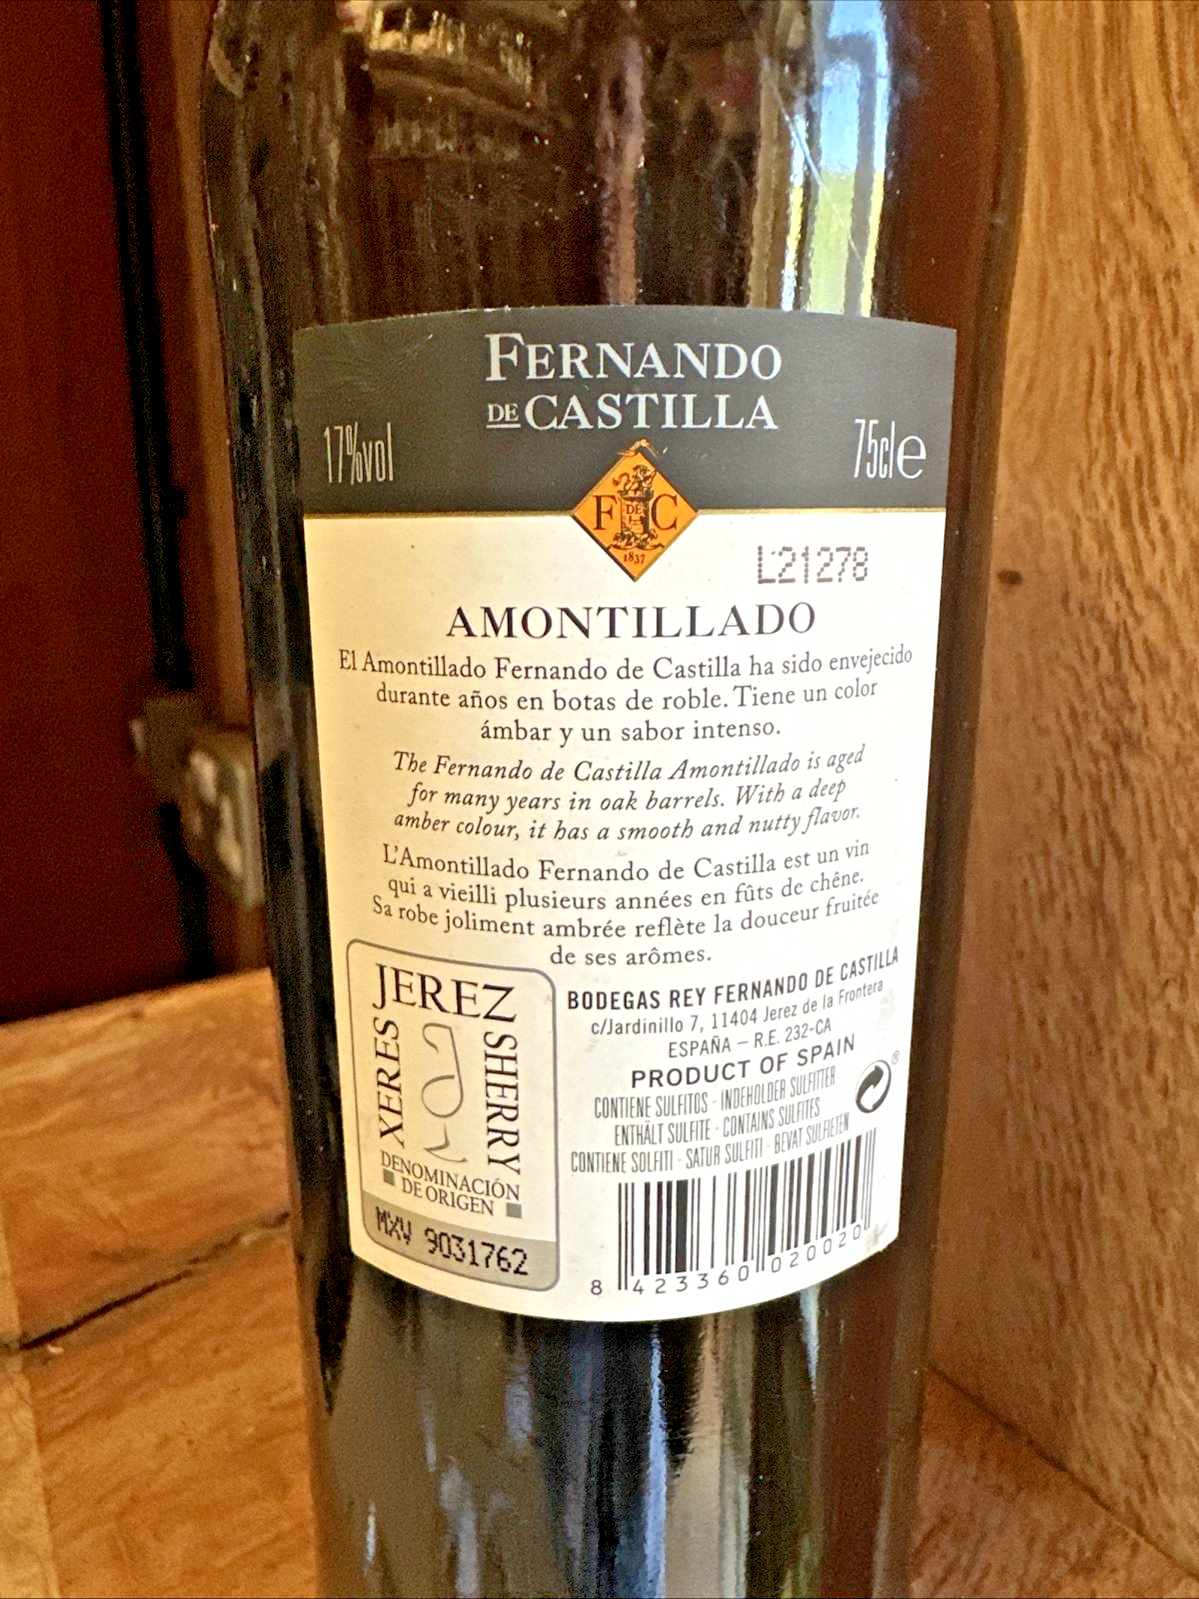 FERNANDO
DE CASTILLA
17%vol
75cl e
F DE C
1837
L21278
AMONTILLADO
El Amontillado Fernando de Castilla ha sido envejecido
durante años en botas de roble. Tiene un color
ámbar y un sabor intenso.
The Fernando de Castilla Amontillado is aged
for many years in oak barrels. With a deep
amber colour, it has a smooth and nutty flavor.
L'Amontillado Fernando de Castilla est un vin
qui a vieilli plusieurs années en fûts de chêne.
Sa robe joliment ambrée reflète la douceur fruitée
de ses arômes.
JEREZ
XERES
SHERRY
DENOMINACIÓN
DE ORIGEN
MXV 9031762
BODEGAS REY FERNANDO DE CASTILLA
c/Jardinillo 7, 11404 Jerez de la Frontera
ESPAÑA – R.E. 232-CA
PRODUCT OF SPAIN
®
CONTIENE SULFITOS - INDEHOLDER SULFITTER
ENTHÄLT SULFITE - CONTAINS SULFITES
CONTIENE SOLFITI - SATUR SULFITI - BEVAT SULFIETEN
8 423360 020020